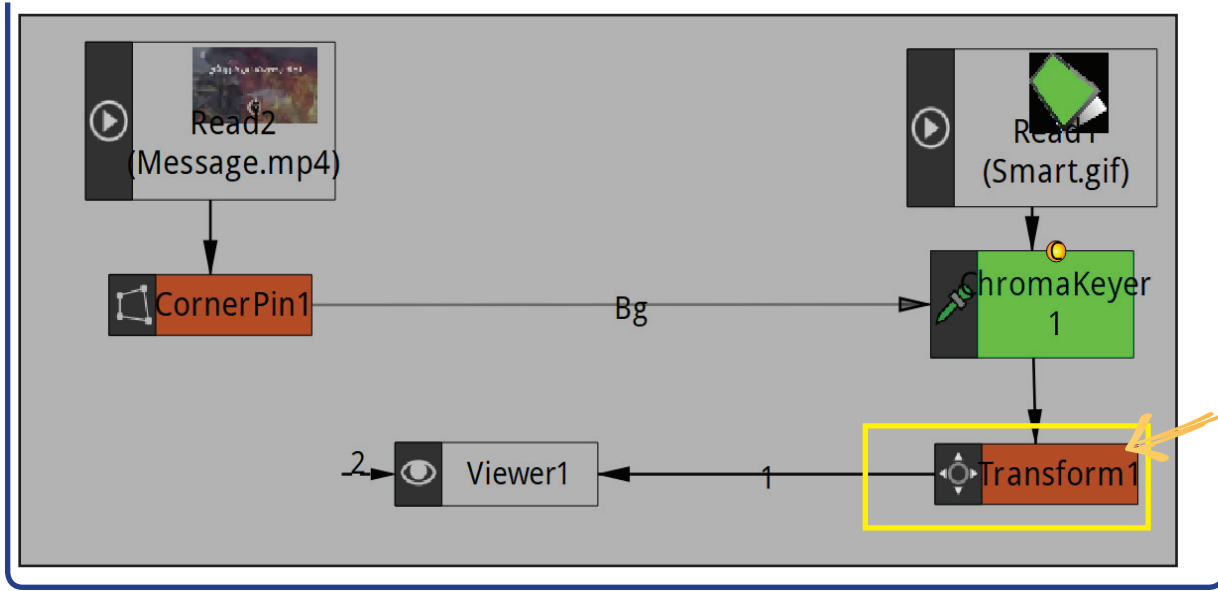 Read2
(Message.mp4)
Read1
(Smart.gif)
CornerPin1
Bg
ChromaKeyer
1
2
Viewer1
1
Transform1